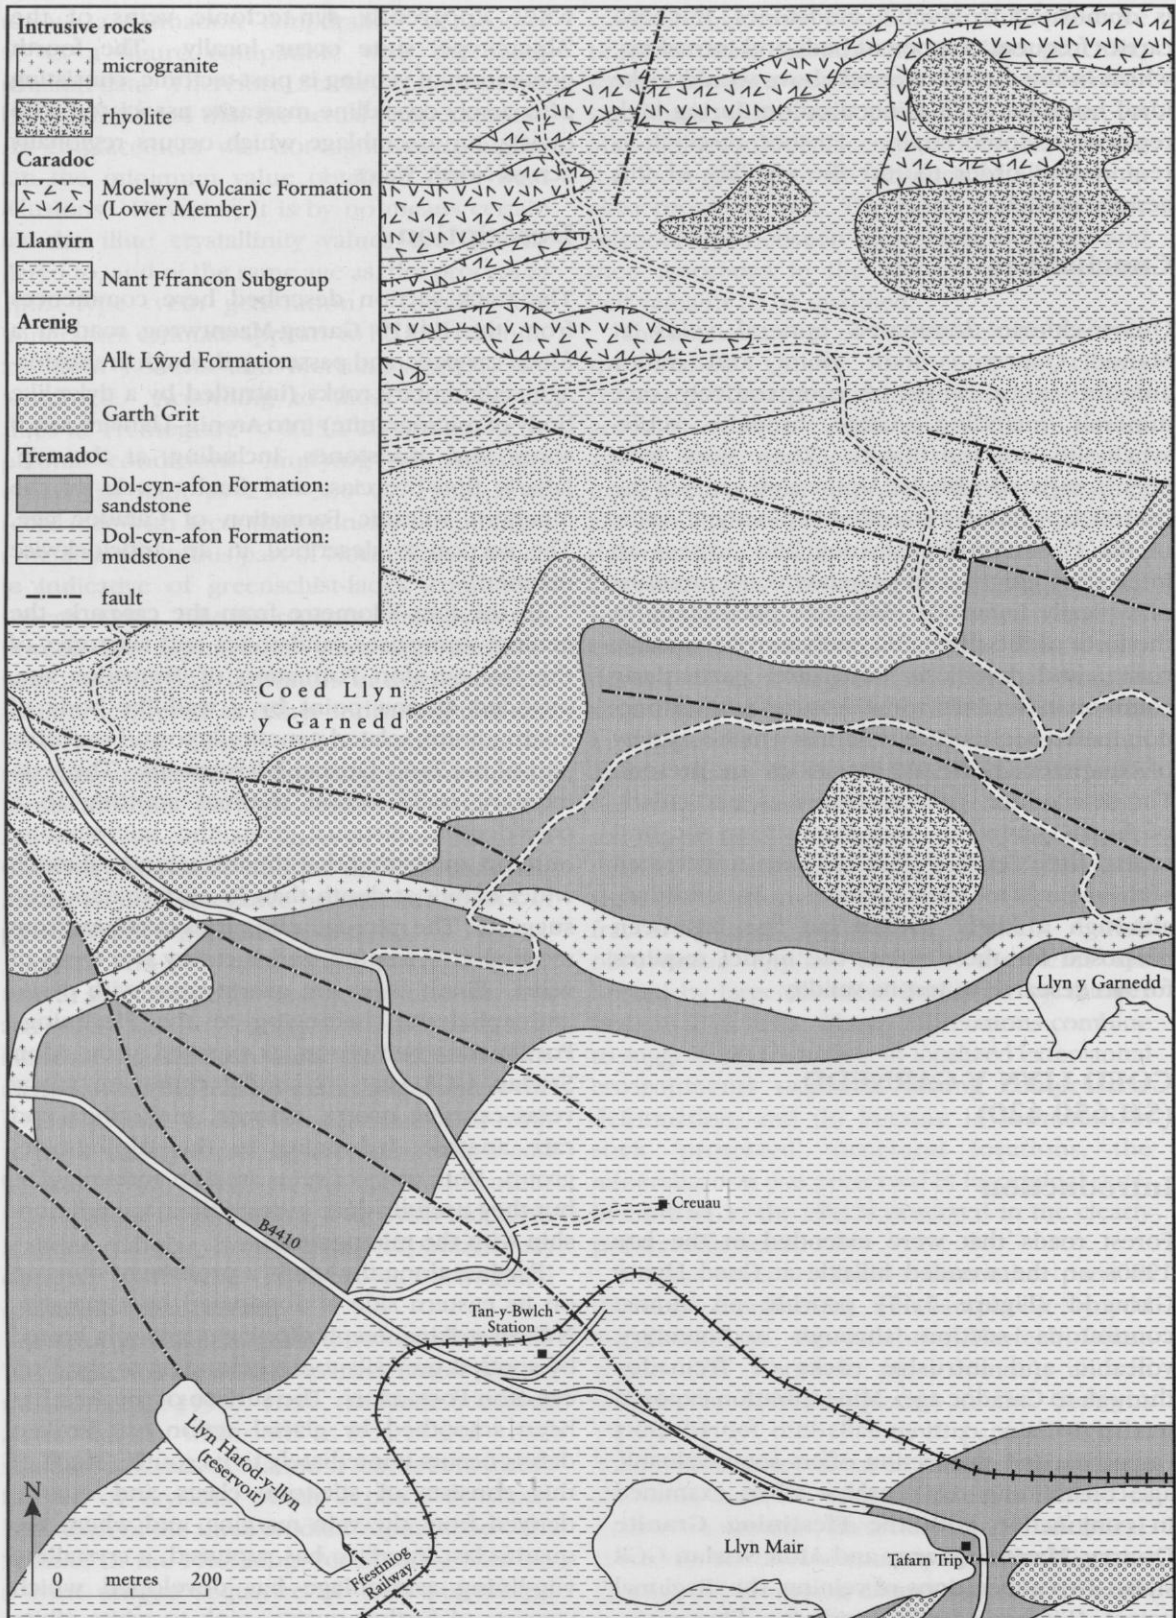 Intrusive rocks
microgranite
rhyolite
Caradoc
Moelwyn Volcanic Formation
(Lower Member)
Llanvirn
Nant Ffrancon Subgroup
Arenig
Allt Lŵyd Formation
Garth Grit
Tremadoc
Dol-cyn-afon Formation:
sandstone
Dol-cyn-afon Formation:
mudstone
fault
Coed Llyn
y Garnedd
Llyn y Garnedd
Creuau
B4410
Tan-y-Bwlch
Station
Llyn Hafod-y-llyn
(reservoir)
N
0 metres 200
Ffestiniog
Railway
Llyn Mair
Tafarn Trip